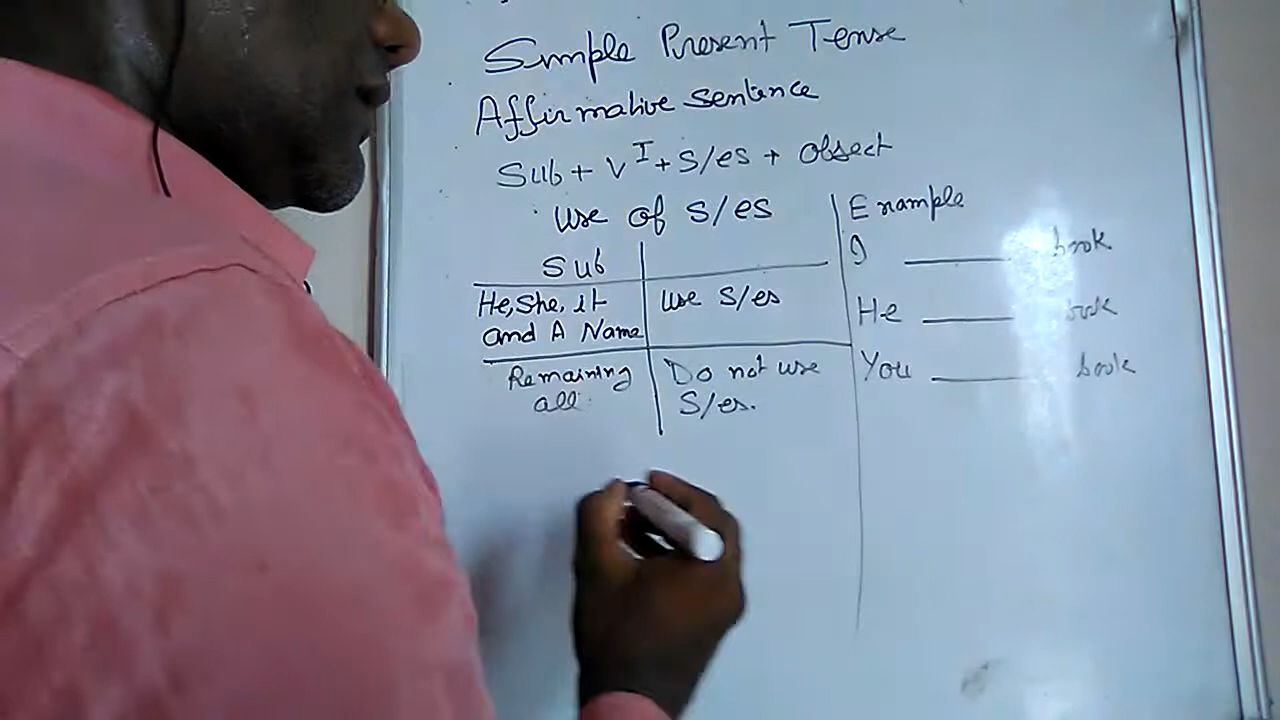 Simple Present Tense
Affirmative sentence
Sub + V I + S/es + Obsect
Use of S/es
Sub
He, She, it
and A Name
Use S/es
Remaining
all
Do not use
S/es.
Example
I ______ book
He ______ book
You ______ book